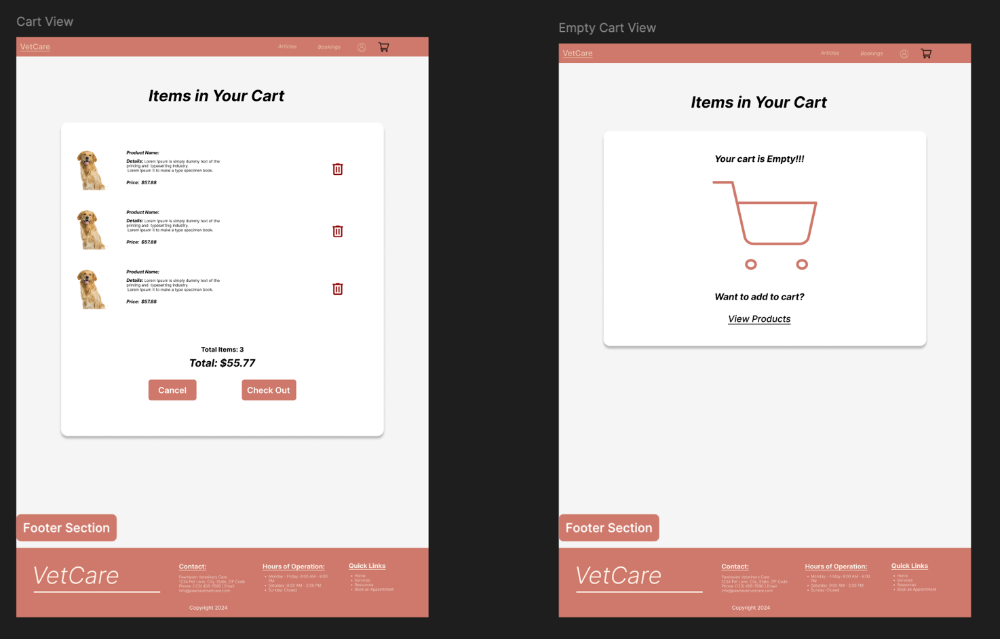 Cart View
VetCare
Articles
Bookings
Items in Your Cart
Product Name:
Details: Lorem Ipsum is simply dummy text of the
printing and typesetting industry.
Lorem Ipsum it to make a type specimen book.
Price: $57.88
Product Name:
Details: Lorem Ipsum is simply dummy text of the
printing and typesetting industry.
Lorem Ipsum it to make a type specimen book.
Price: $57.88
Product Name:
Details: Lorem Ipsum is simply dummy text of the
printing and typesetting industry.
Lorem Ipsum it to make a type specimen book.
Price: $57.88
Total Items: 3
Total: $55.77
Cancel
Check Out
Footer Section
VetCare
Contact:
Pawhaven Veterinary Care
1234 Pet Lane, City, State, ZIP Code
Phone: (123) 456-7890 | Email:
info@pawhavenvetcare.com
Hours of Operation:
• Monday - Friday: 8:00 AM - 6:00
PM
• Saturday: 9:00 AM - 2:00 PM
• Sunday: Closed
Quick Links
• Home
• Services
• Resources
• Book an Appointment
Copyright 2024
Empty Cart View
VetCare
Articles
Bookings
Items in Your Cart
Your cart is Empty!!!
Want to add to cart?
View Products
Footer Section
VetCare
Contact:
Pawhaven Veterinary Care
1234 Pet Lane, City, State, ZIP Code
Phone: (123) 456-7890 | Email:
info@pawhavenvetcare.com
Hours of Operation:
• Monday - Friday: 8:00 AM - 6:00
PM
• Saturday: 9:00 AM - 2:00 PM
• Sunday: Closed
Quick Links
• Home
• Services
• Resources
• Book an Appointment
Copyright 2024